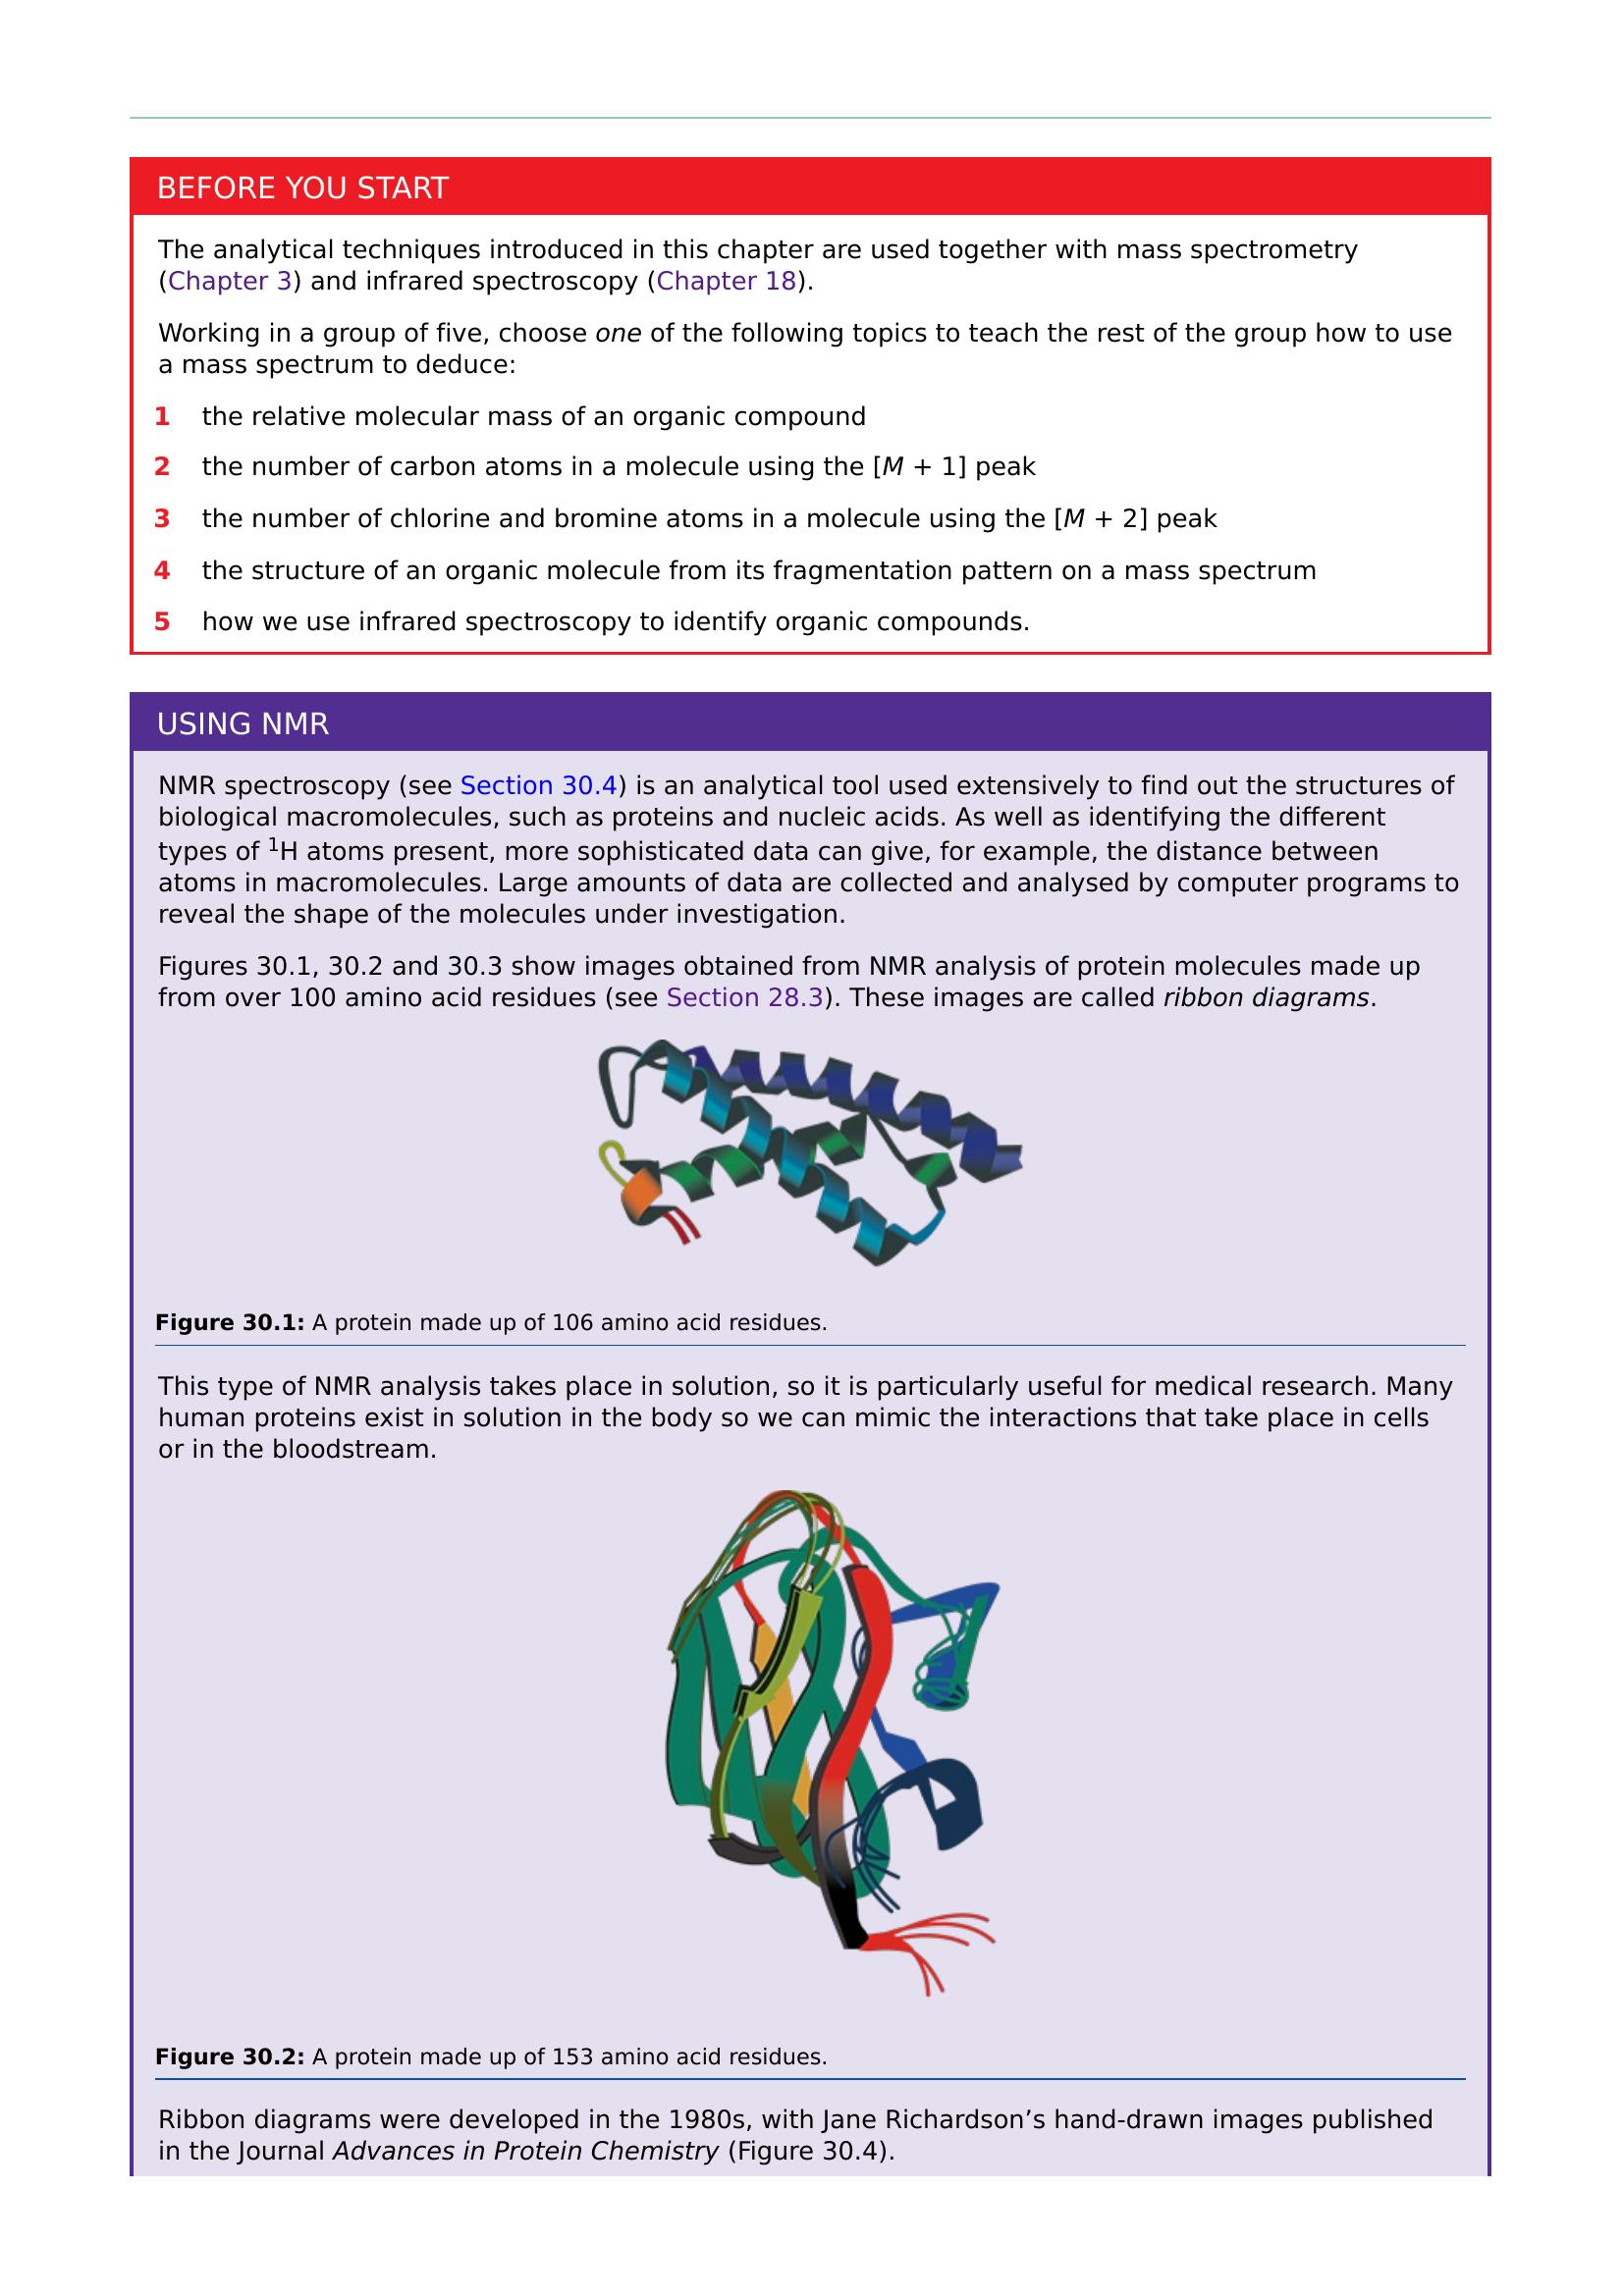 BEFORE YOU START
The analytical techniques introduced in this chapter are used together with mass spectrometry
(Chapter 3) and infrared spectroscopy (Chapter 18).
Working in a group of five, choose one of the following topics to teach the rest of the group how to use
a mass spectrum to deduce:
1 the relative molecular mass of an organic compound
2 the number of carbon atoms in a molecule using the [M + 1] peak
3 the number of chlorine and bromine atoms in a molecule using the [M + 2] peak
4 the structure of an organic molecule from its fragmentation pattern on a mass spectrum
5 how we use infrared spectroscopy to identify organic compounds.
USING NMR
NMR spectroscopy (see Section 30.4) is an analytical tool used extensively to find out the structures of
biological macromolecules, such as proteins and nucleic acids. As well as identifying the different
types of ¹H atoms present, more sophisticated data can give, for example, the distance between
atoms in macromolecules. Large amounts of data are collected and analysed by computer programs to
reveal the shape of the molecules under investigation.
Figures 30.1, 30.2 and 30.3 show images obtained from NMR analysis of protein molecules made up
from over 100 amino acid residues (see Section 28.3). These images are called ribbon diagrams.
Figure 30.1: A protein made up of 106 amino acid residues.
This type of NMR analysis takes place in solution, so it is particularly useful for medical research. Many
human proteins exist in solution in the body so we can mimic the interactions that take place in cells
or in the bloodstream.
Figure 30.2: A protein made up of 153 amino acid residues.
Ribbon diagrams were developed in the 1980s, with Jane Richardson’s hand-drawn images published
in the Journal Advances in Protein Chemistry (Figure 30.4).